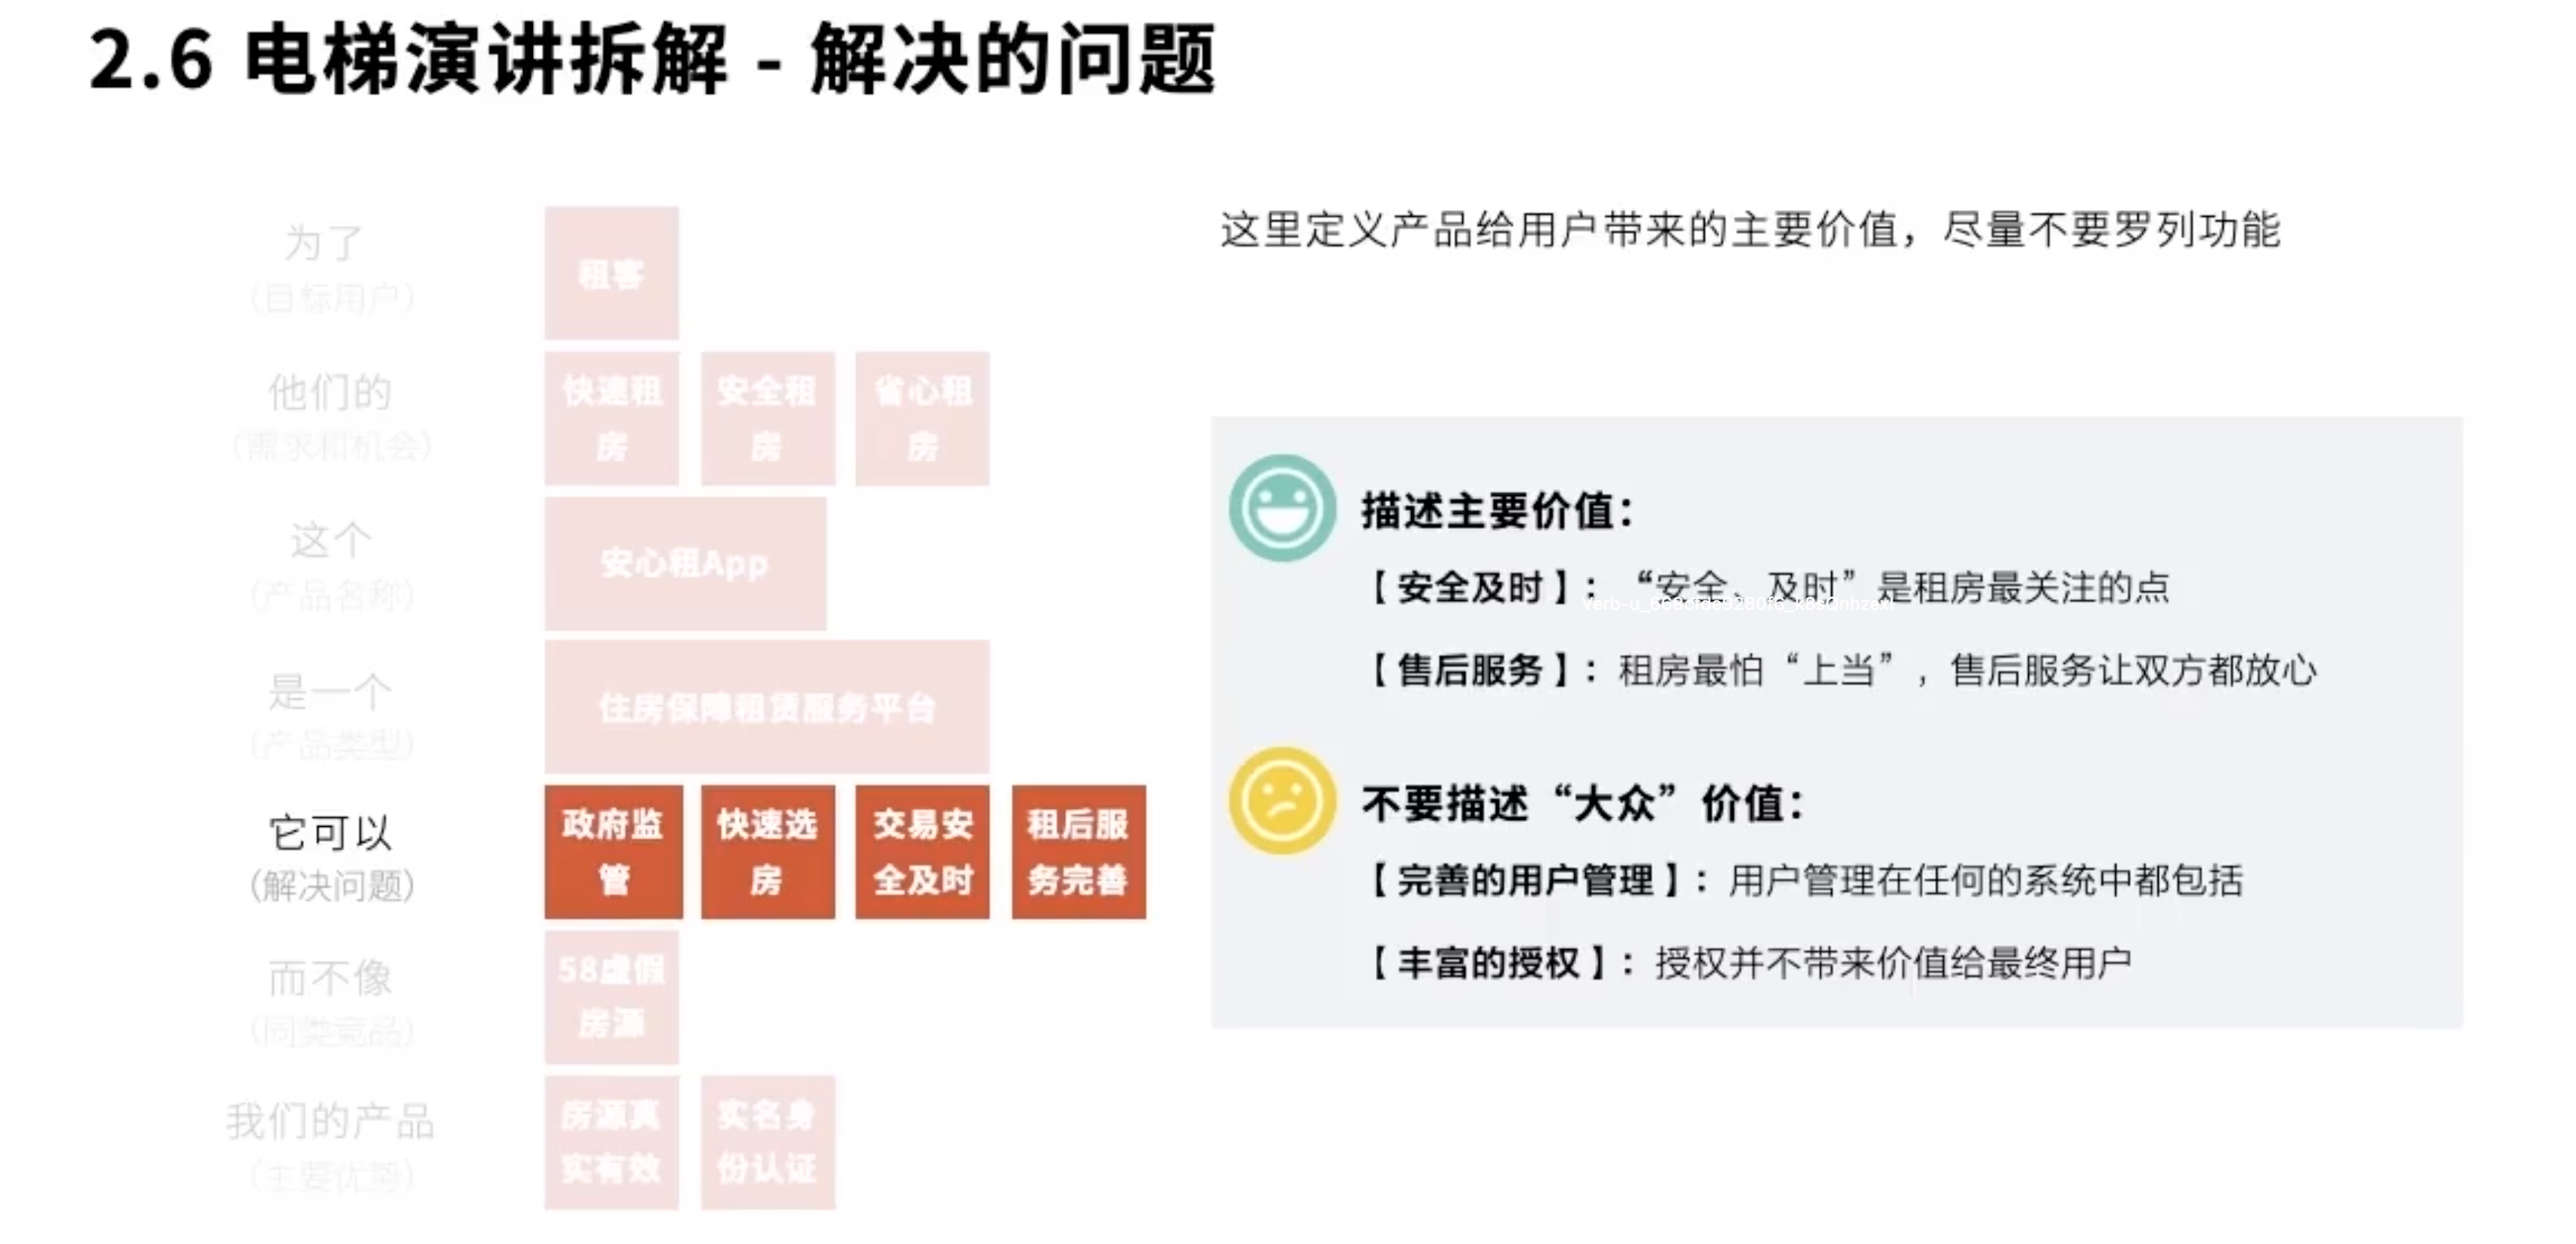 2.6 电梯演讲拆解 - 解决的问题
为了
（目标用户）
租客
他们的
（需求和机会）
快速租
房
安全租
房
省心租
房
这个
（产品名称）
安心租App
是一个
（产品类型）
住房保障租赁服务平台
它可以
（解决问题）
政府监
管
快速选
房
交易安
全及时
租后服
务完善
而不像
（同类竞品）
58虚假
房源
我们的产品
（主要优势）
房源真
实有效
实名身
份认证
这里定义产品给用户带来的主要价值，尽量不要罗列功能
描述主要价值：
【安全及时】：“安全、及时”是租房最关注的点
【售后服务】：租房最怕“上当”，售后服务让双方都放心
不要描述“大众”价值：
【完善的用户管理】：用户管理在任何的系统中都包括
【丰富的授权】：授权并不带来价值给最终用户